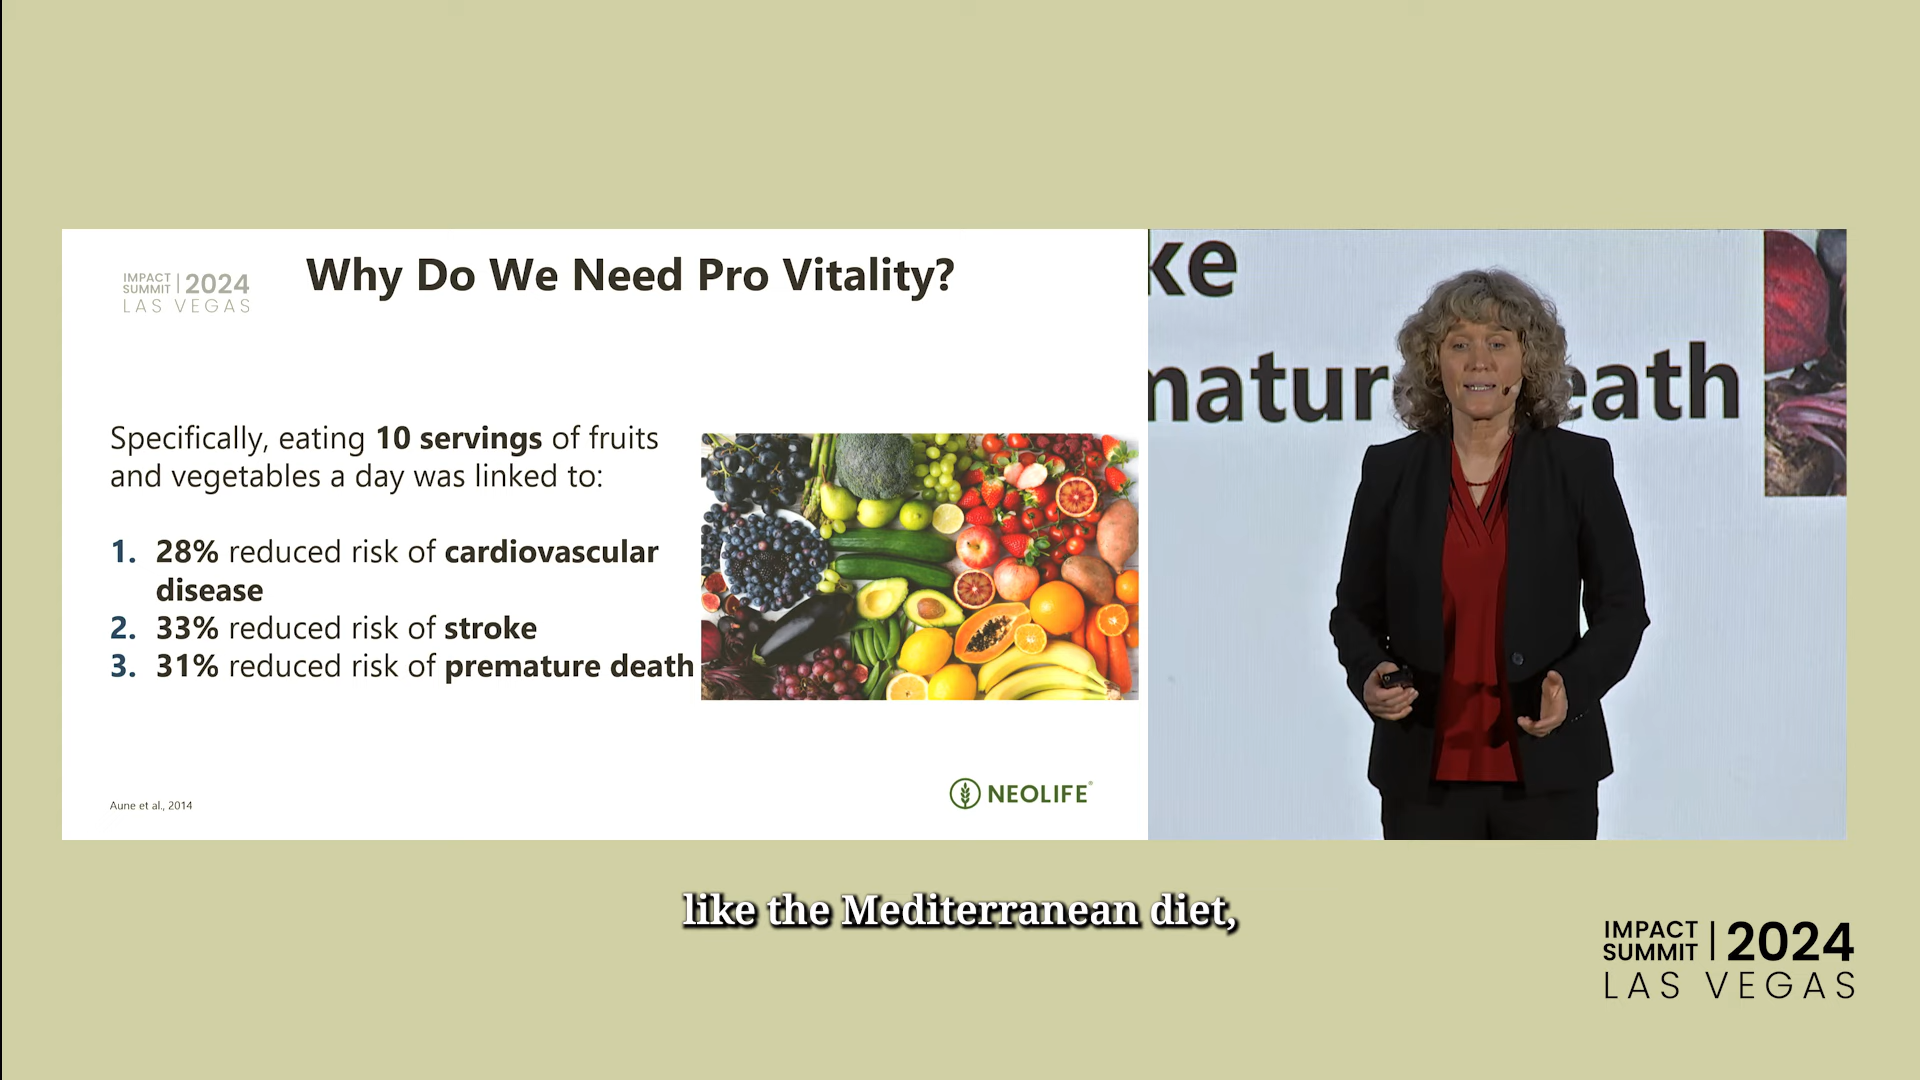 IMPACT SUMMIT | 2024
LAS VEGAS
Why Do We Need Pro Vitality?
Specifically, eating 10 servings of fruits
and vegetables a day was linked to:
1. 28% reduced risk of cardiovascular
disease
2. 33% reduced risk of stroke
3. 31% reduced risk of premature death
Aune et al., 2014
NEOLIFE®
ke
matur eath
like the Mediterranean diet,
IMPACT SUMMIT | 2024
LAS VEGAS